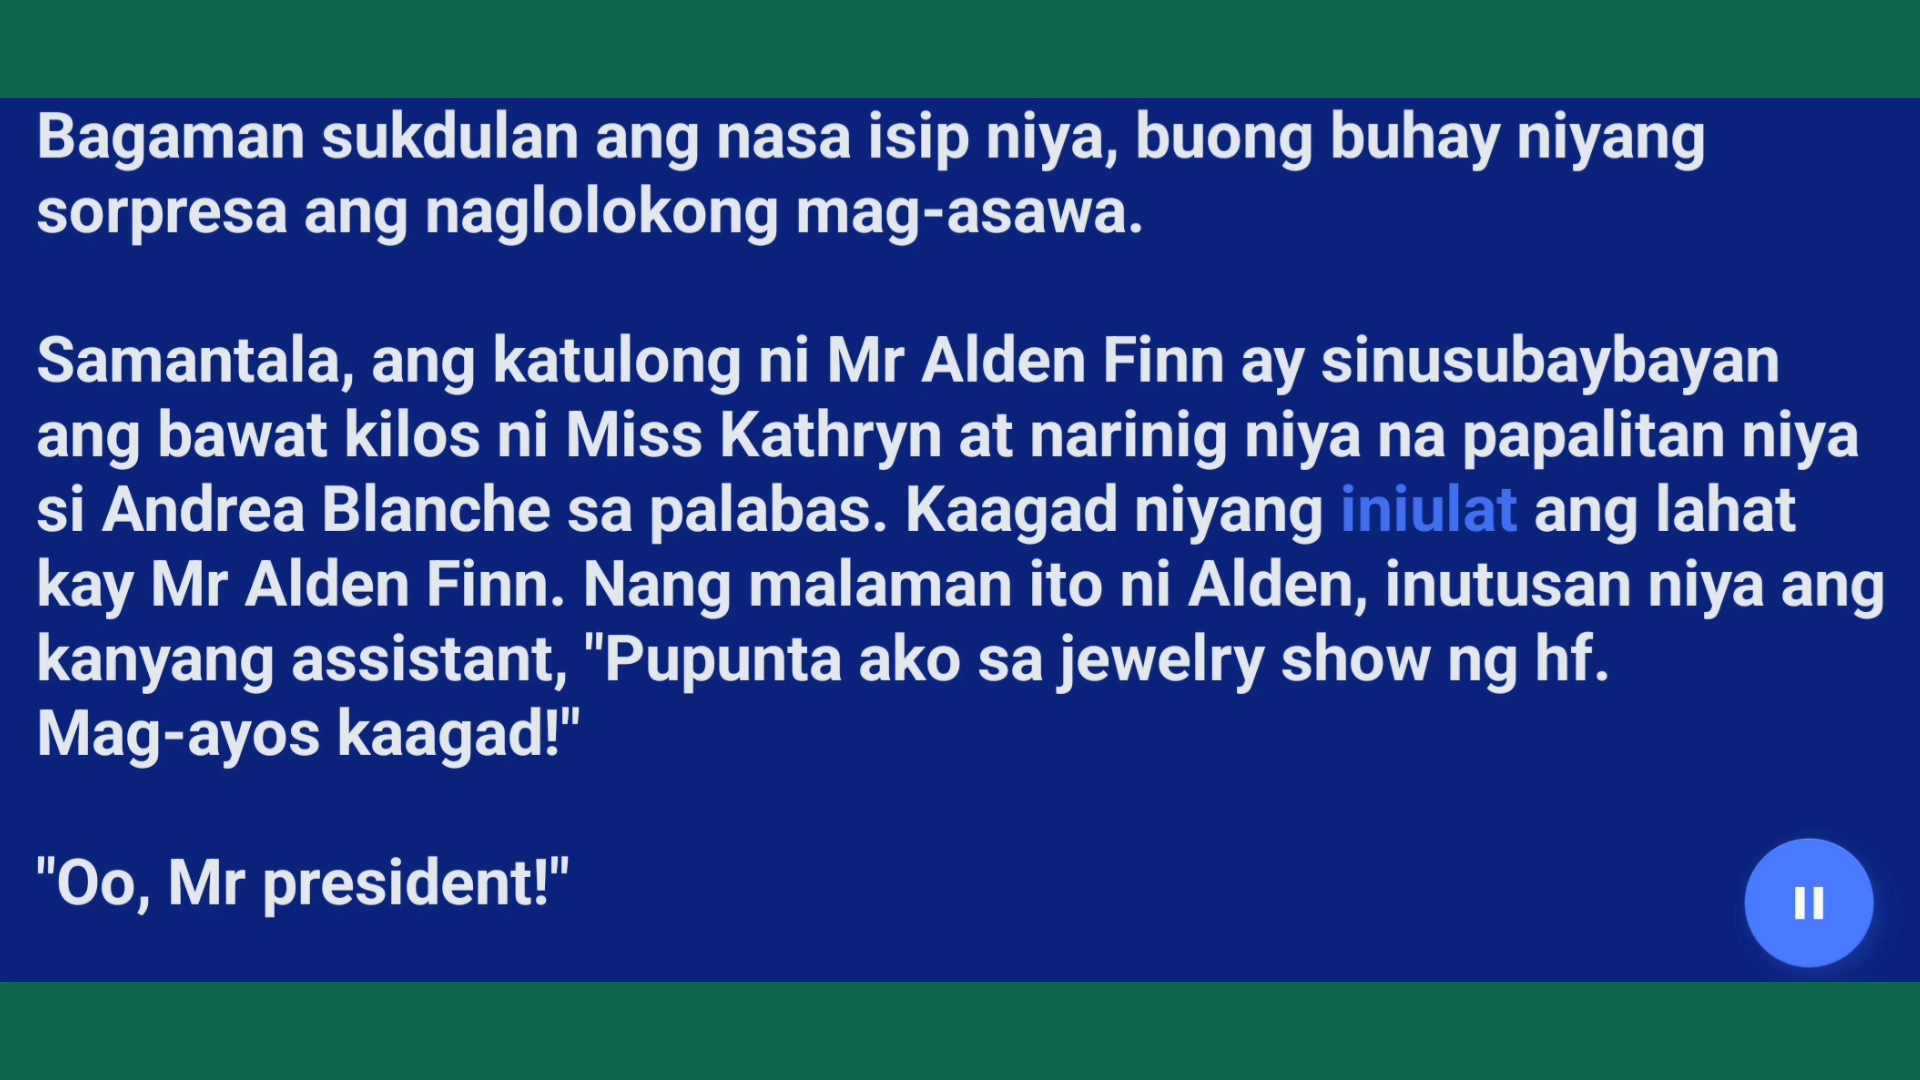 Bagaman sukdulan ang nasa isip niya, buong buhay niyang
sorpresa ang naglolokong mag-asawa.
Samantala, ang katulong ni Mr Alden Finn ay sinusubaybayan
ang bawat kilos ni Miss Kathryn at narinig niya na papalitan niya
si Andrea Blanche sa palabas. Kaagad niyang iniulat ang lahat
kay Mr Alden Finn. Nang malaman ito ni Alden, inutusan niya ang
kanyang assistant, "Pupunta ako sa jewelry show ng hf.
Mag-ayos kaagad!"
"Oo, Mr president!"